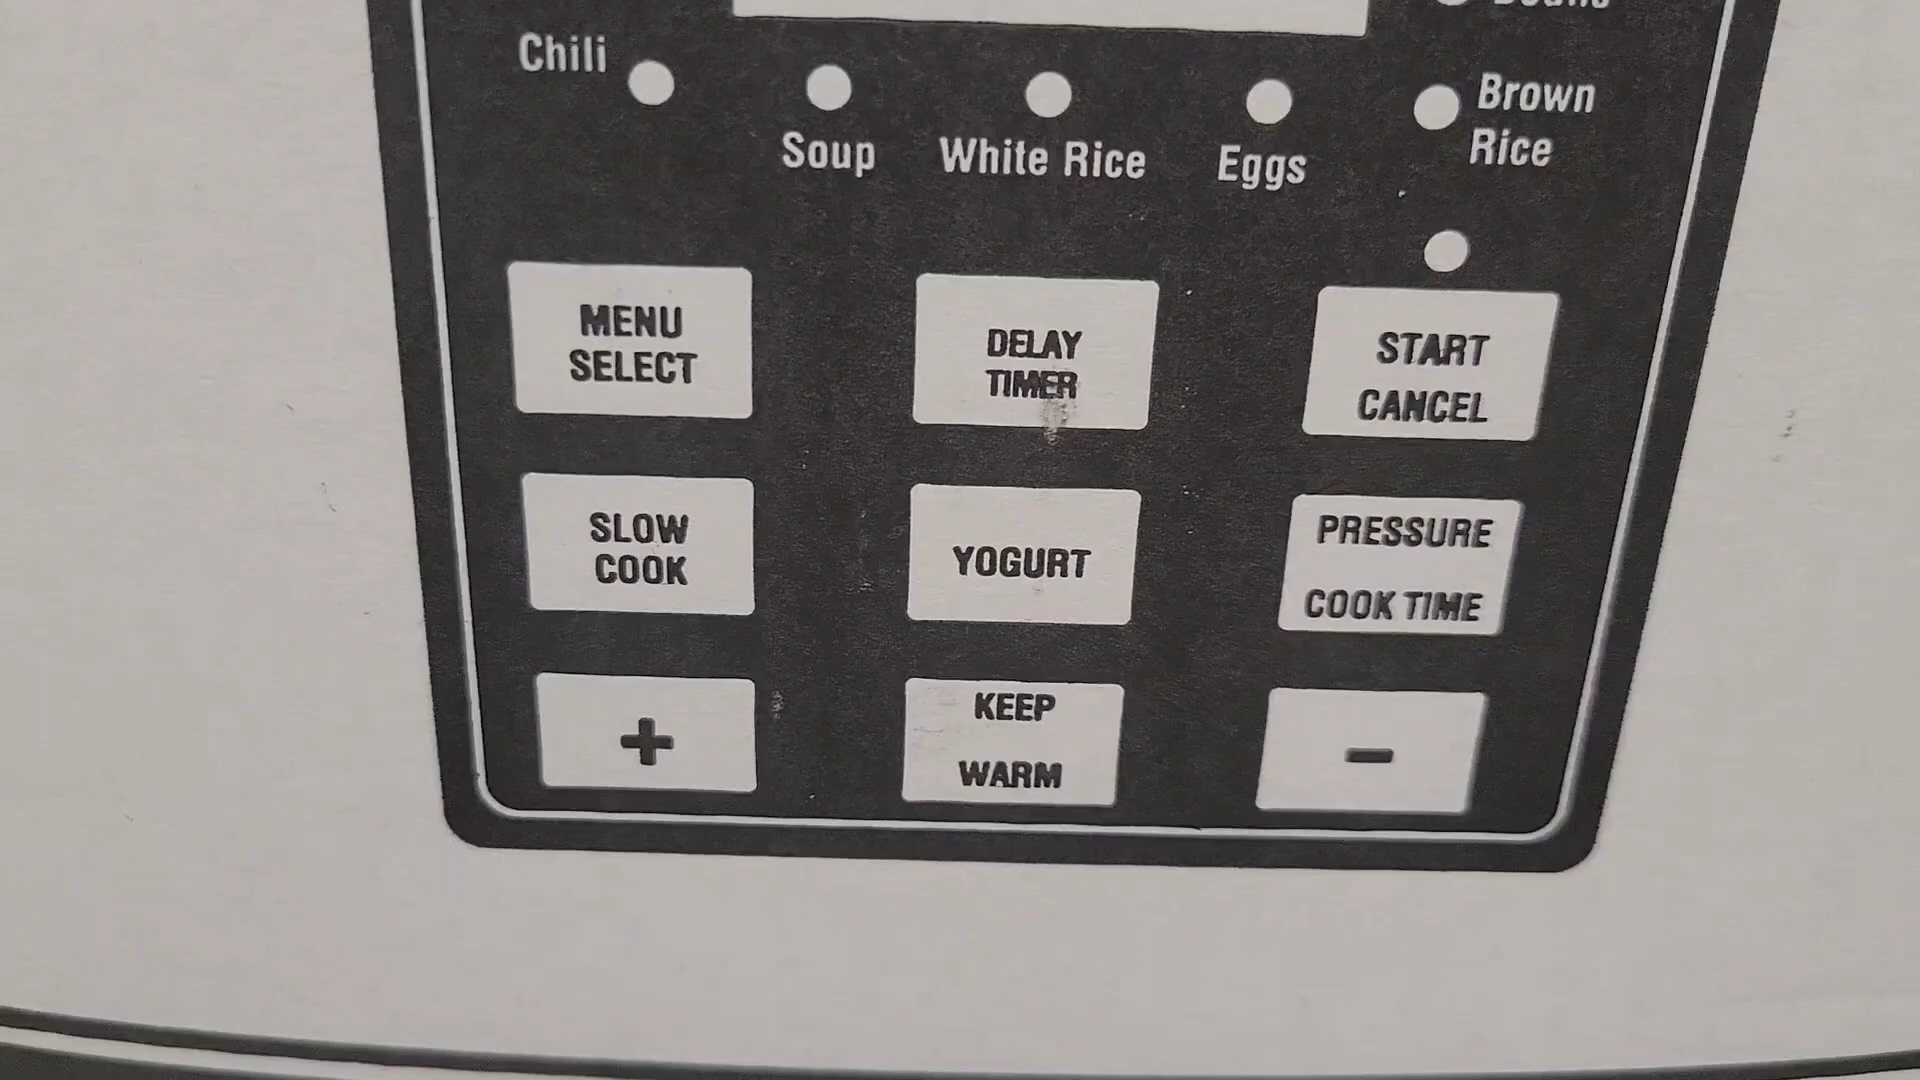 Chili
Brown
Rice
Soup
White Rice
Eggs
MENU
SELECT
DELAY
TIMER
START
CANCEL
SLOW
COOK
YOGURT
PRESSURE
COOK TIME
+
KEEP
WARM
-